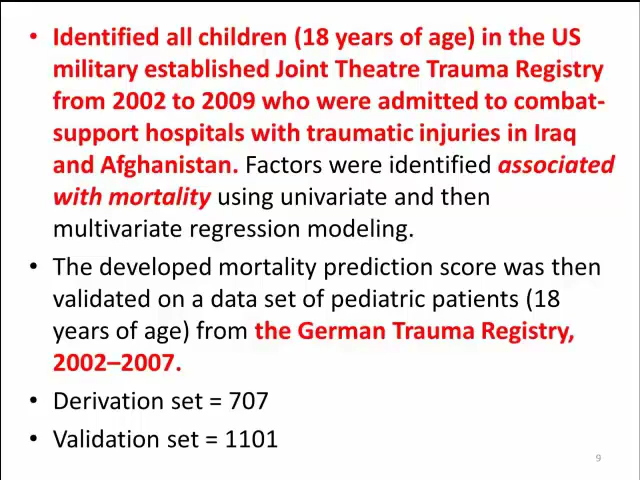 • Identified all children (18 years of age) in the US
military established Joint Theatre Trauma Registry
from 2002 to 2009 who were admitted to combat-
support hospitals with traumatic injuries in Iraq
and Afghanistan. Factors were identified associated
with mortality using univariate and then
multivariate regression modeling.
• The developed mortality prediction score was then
validated on a data set of pediatric patients (18
years of age) from the German Trauma Registry,
2002–2007.
• Derivation set = 707
• Validation set = 1101
9